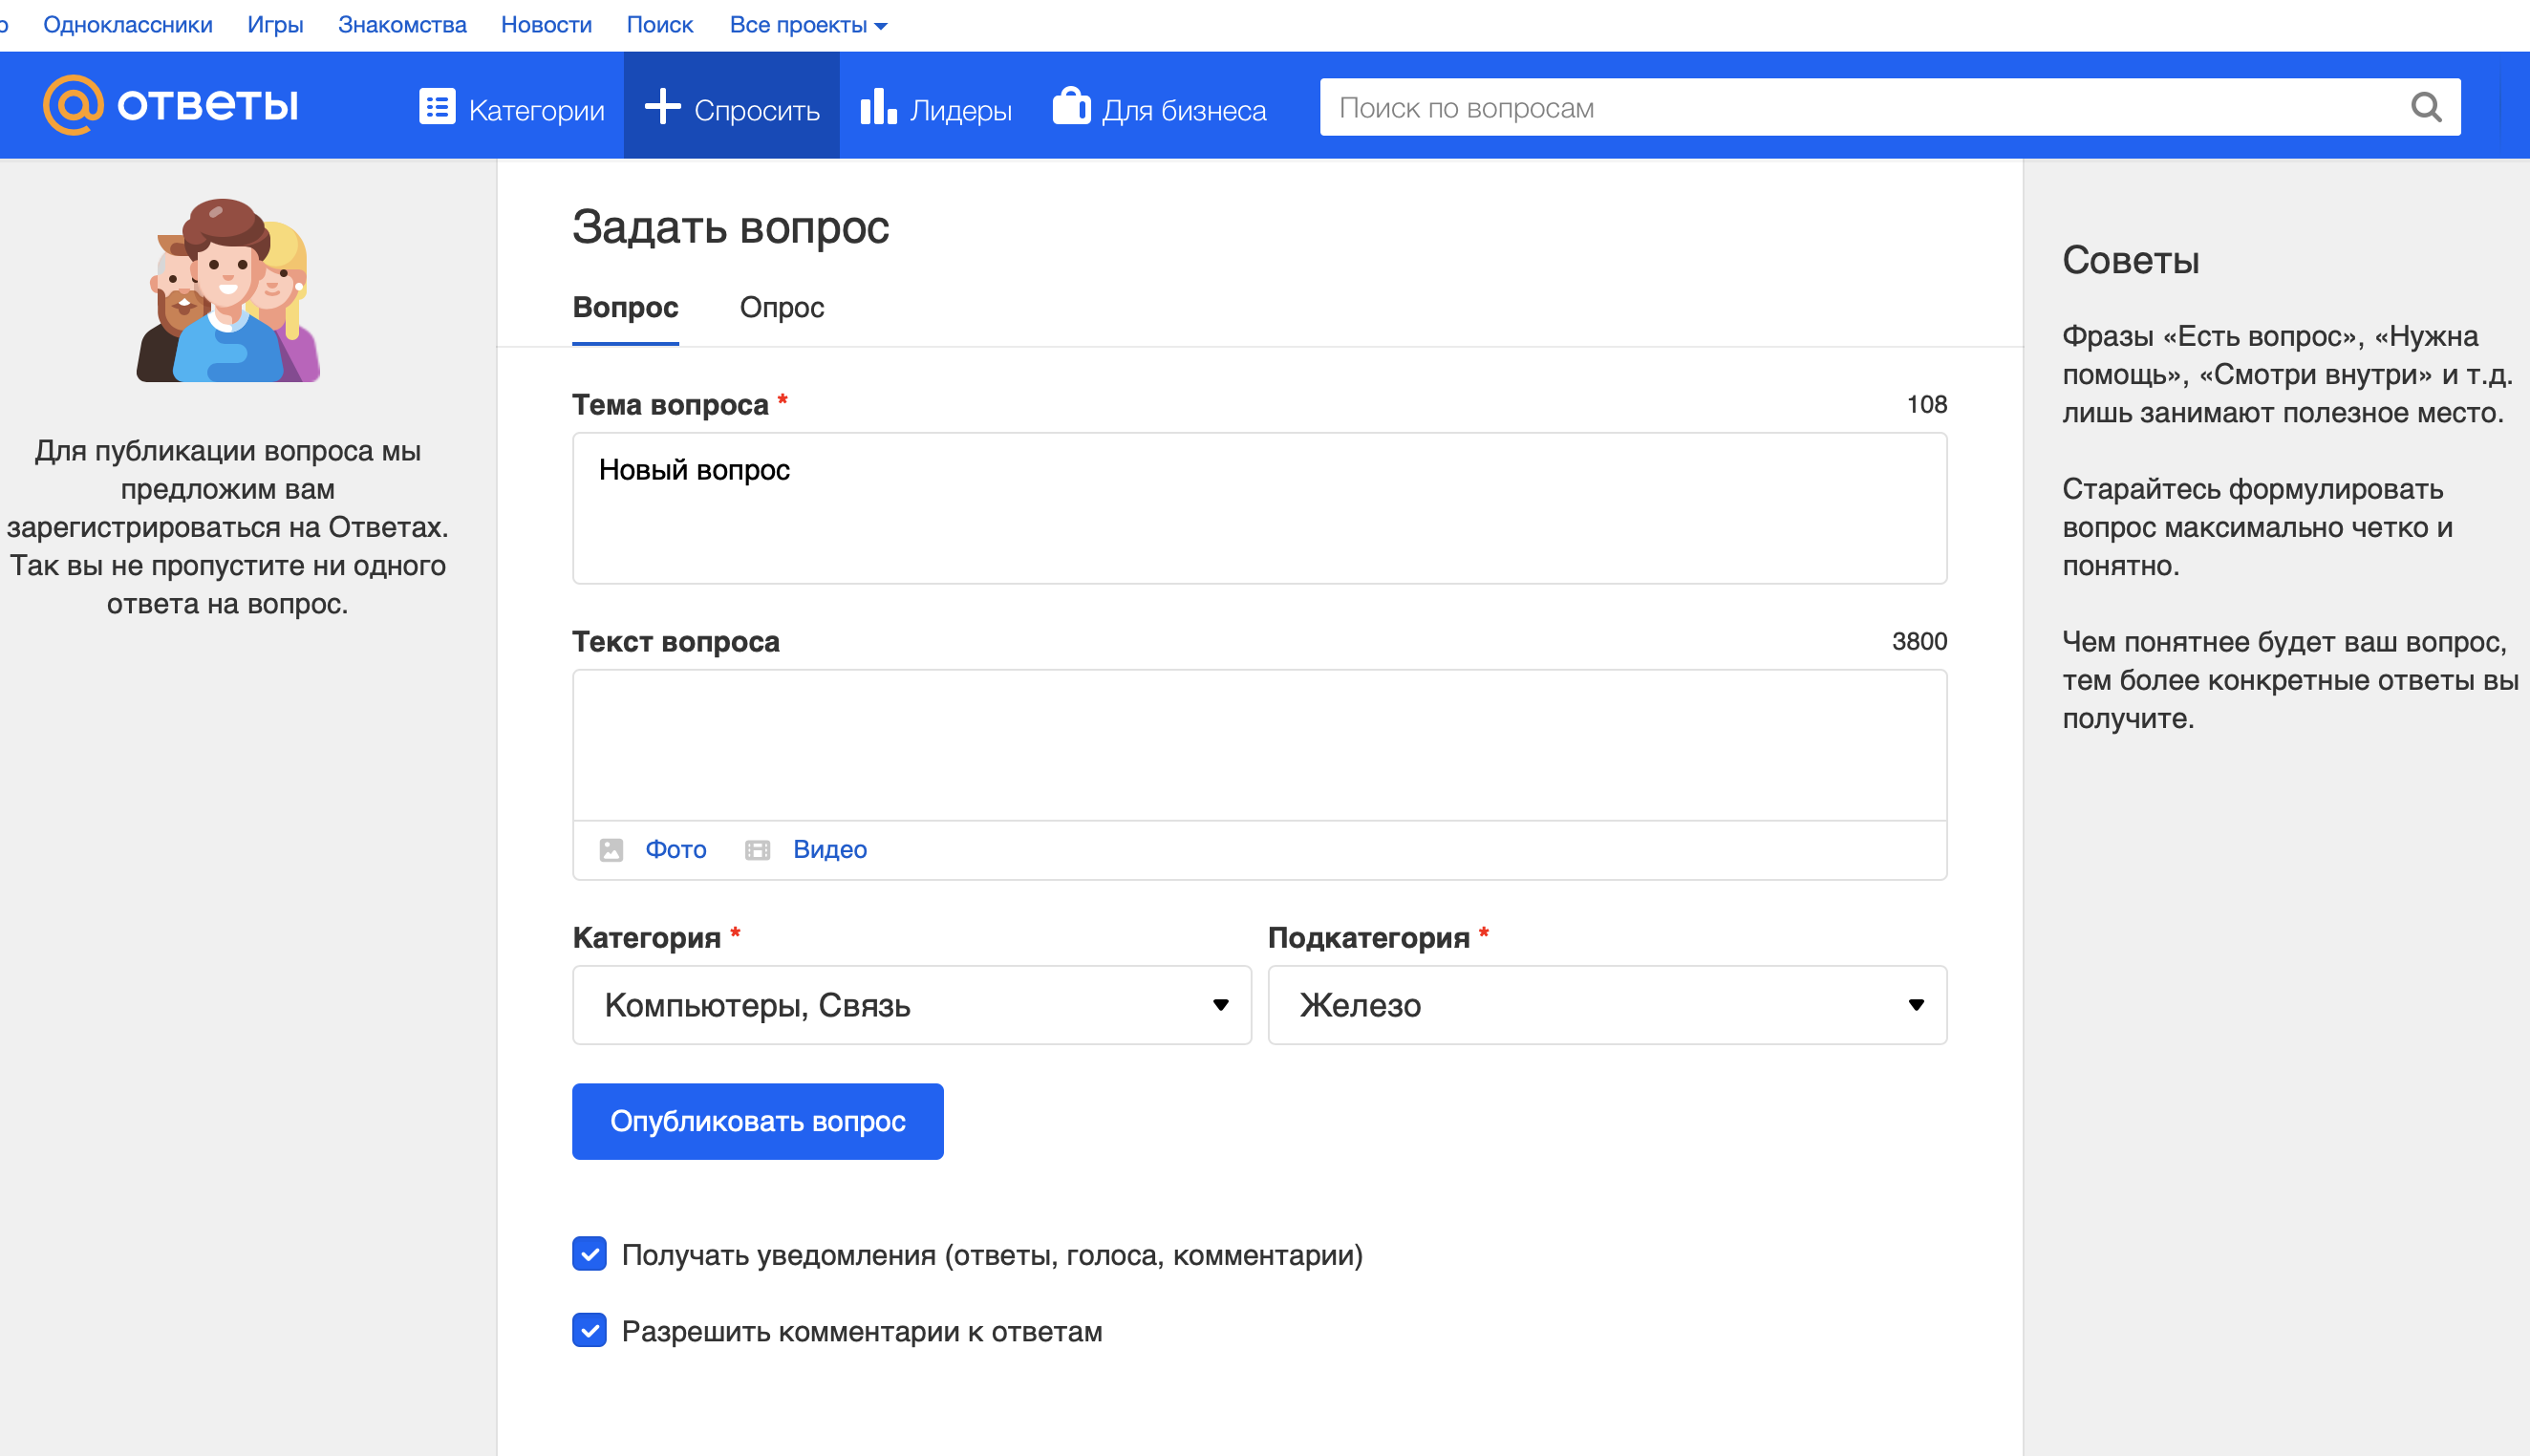 Одноклассники Игры Знакомства Новости Поиск Все проекты
ответы Категории Спросить Лидеры Для бизнеса Поиск по вопросам
Для публикации вопроса мы
предложим вам
зарегистрироваться на Ответах.
Так вы не пропустите ни одного
ответа на вопрос.
Задать вопрос
Вопрос Опрос
Тема вопроса * 108
Новый вопрос
Текст вопроса 3800
Фото Видео
Категория * Подкатегория *
Компьютеры, Связь Железо
Опубликовать вопрос
Получать уведомления (ответы, голоса, комментарии)
Разрешить комментарии к ответам
Советы
Фразы «Есть вопрос», «Нужна
помощь», «Смотри внутри» и т.д.
лишь занимают полезное место.
Старайтесь формулировать
вопрос максимально четко и
понятно.
Чем понятнее будет ваш вопрос,
тем более конкретные ответы вы
получите.